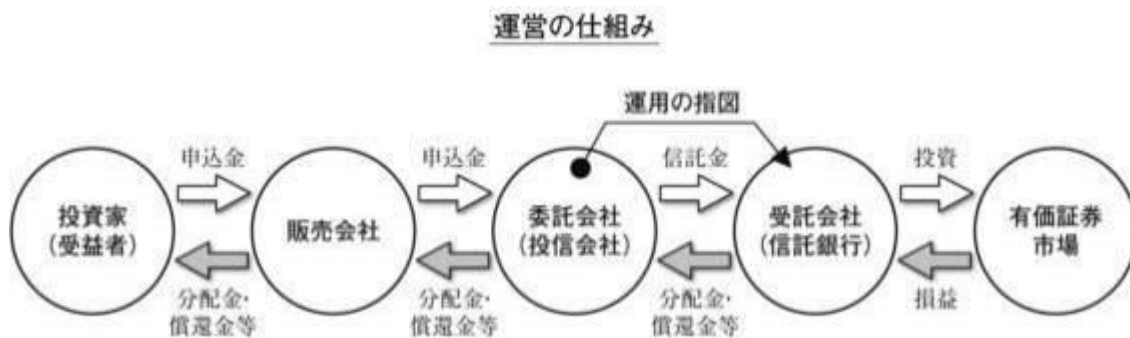 運営の仕組み
運用の指図
申込金
申込金
信託金
投資
投資家
(受益者)
販売会社
委託会社
(投信会社)
受託会社
(信託銀行)
有価証券
市場
分配金・
償還金等
分配金・
償還金等
分配金・
償還金等
損益